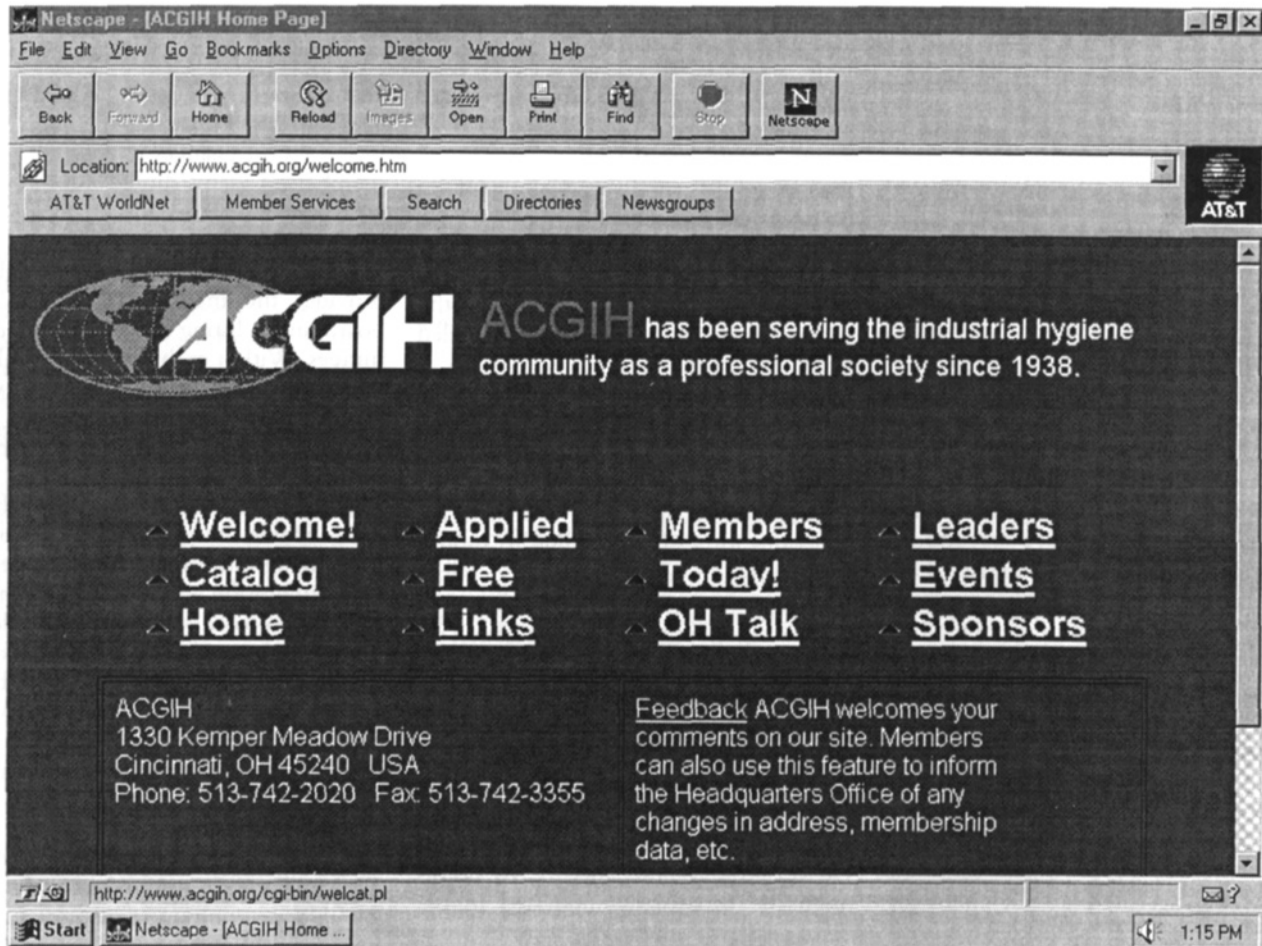 Netscape - [ACGIH Home Page]
File Edit View Go Bookmarks Options Directory Window Help
Back Forward Home Reload Images Open Print Find Stop Netscape
Location: http://www.acgih.org/welcome.htm
AT&T WorldNet Member Services Search Directories Newsgroups
AT&T
ACGIH
ACGIH has been serving the industrial hygiene
community as a professional society since 1938.
Welcome! Applied Members Leaders
Catalog Free Today! Events
Home Links OH Talk Sponsors
ACGIH
1330 Kemper Meadow Drive
Cincinnati, OH 45240 USA
Phone: 513-742-2020 Fax: 513-742-3355
Feedback ACGIH welcomes your
comments on our site. Members
can also use this feature to inform
the Headquarters Office of any
changes in address, membership
data, etc.
http://www.acgih.org/cgi-bin/welcat.pl
Start Netscape - [ACGIH Home ... 1:15 PM